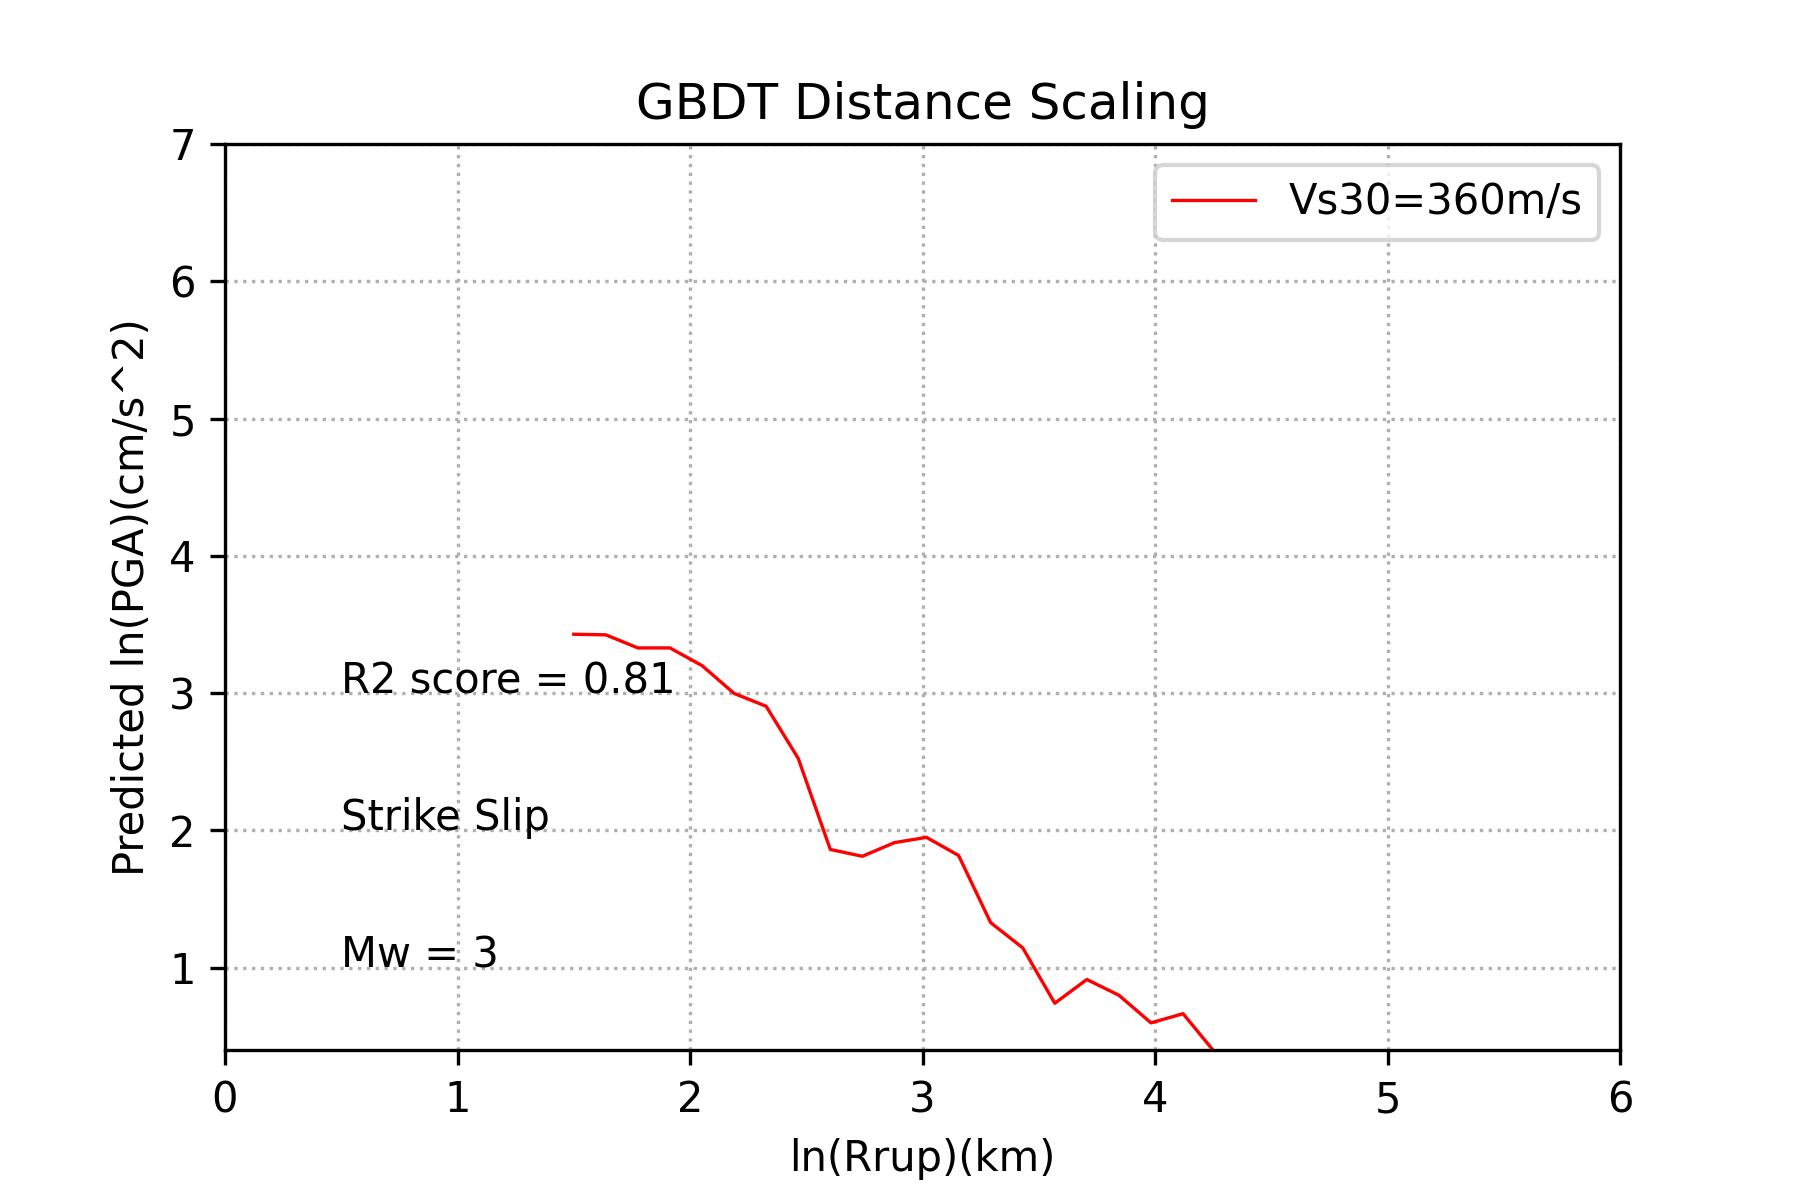 GBDT Distance Scaling
7
6
5
4
3
2
1
Predicted ln(PGA)(cm/s^2)
Vs30=360m/s
R2 score = 0.81
Strike Slip
Mw = 3
0 1 2 3 4 5 6
ln(Rrup)(km)